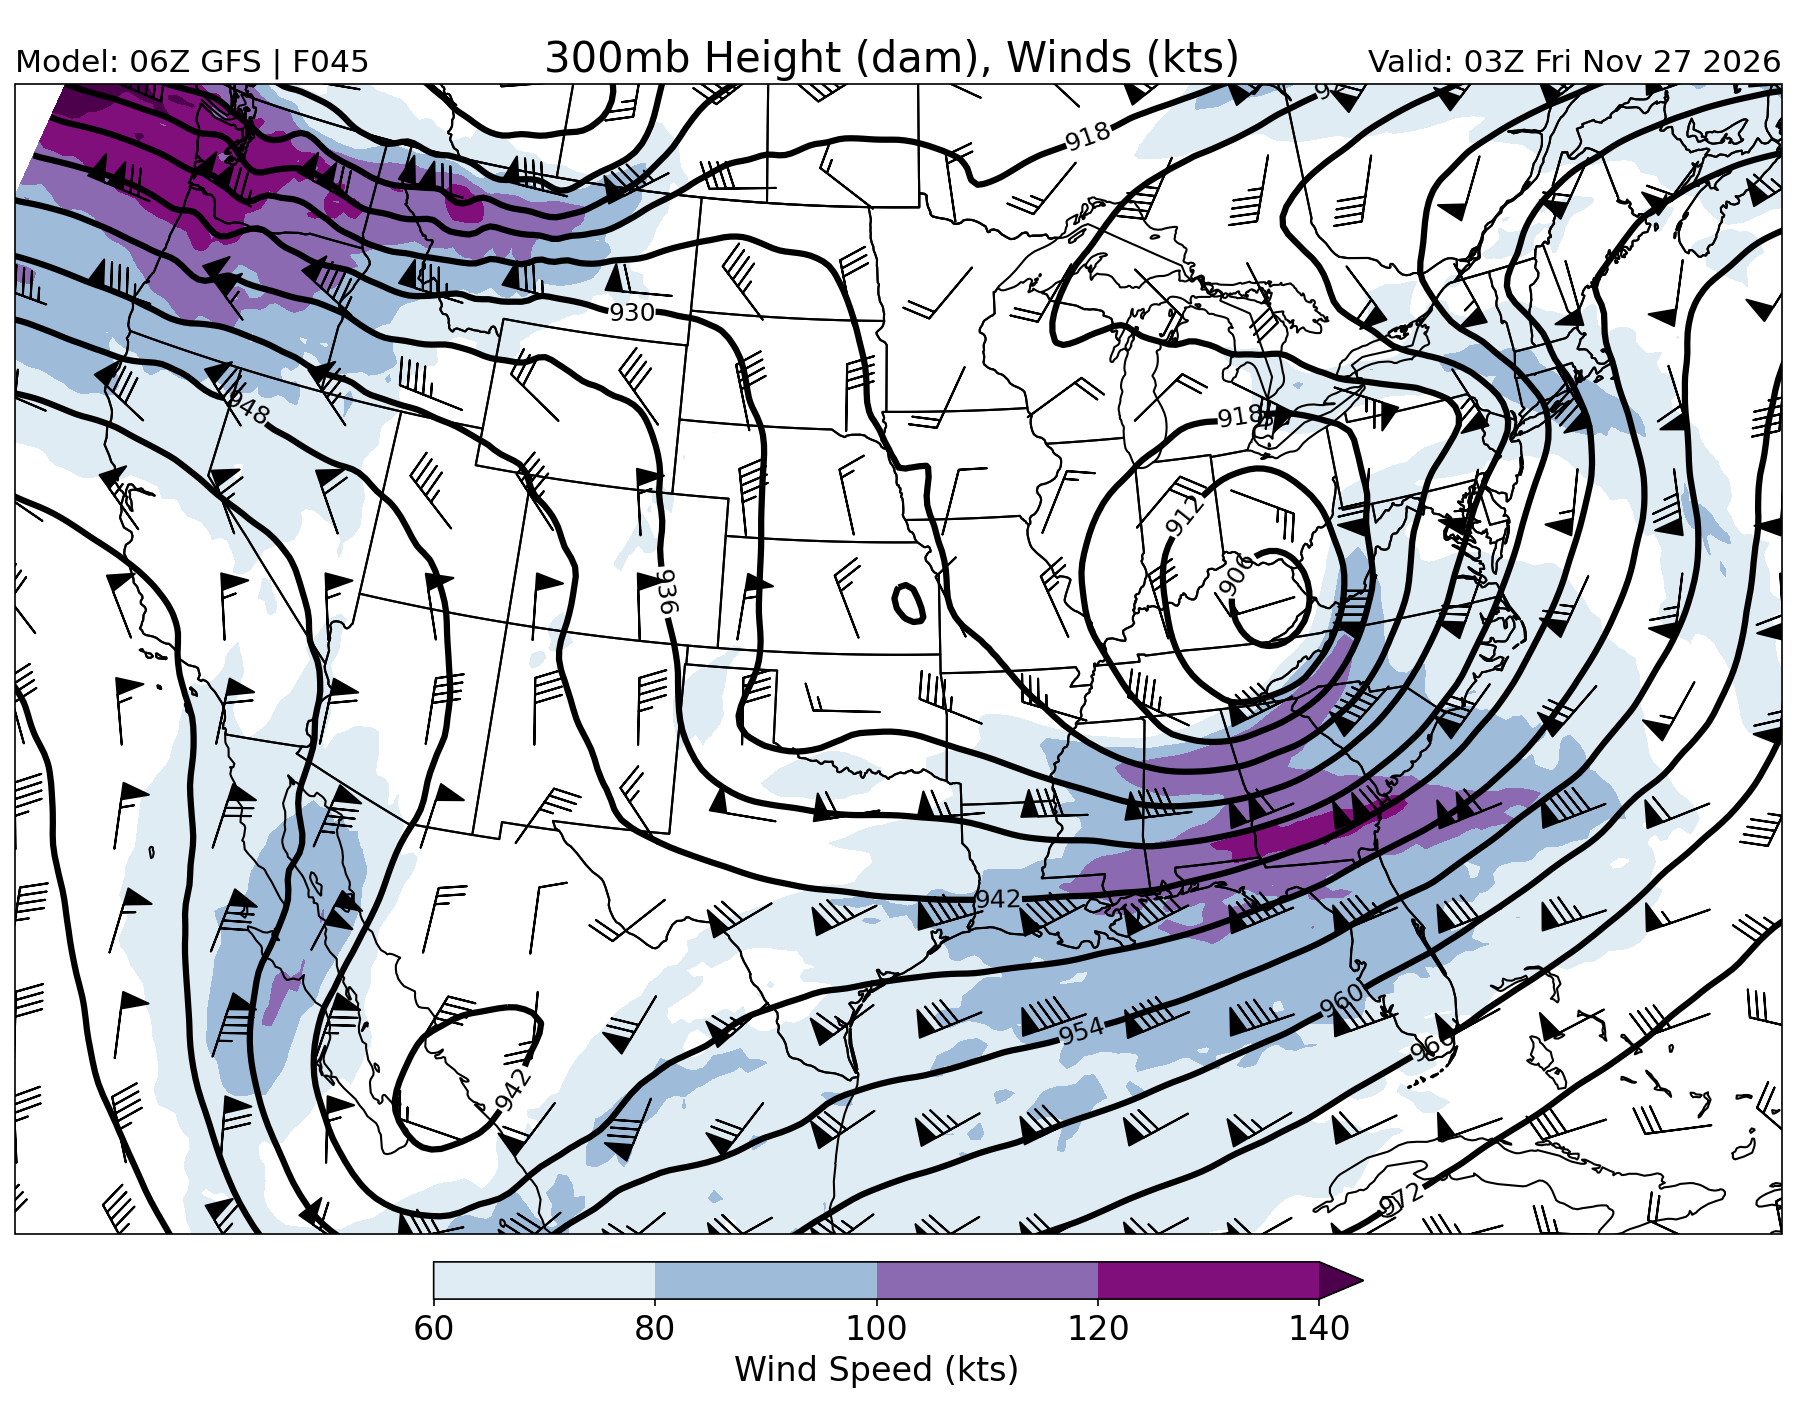 Model: 06Z GFS | F045
300mb Height (dam), Winds (kts)
Valid: 03Z Fri Nov 27 2026
918
930
948
918
912
906
936
942
942
954
960
966
972
60 80 100 120 140
Wind Speed (kts)